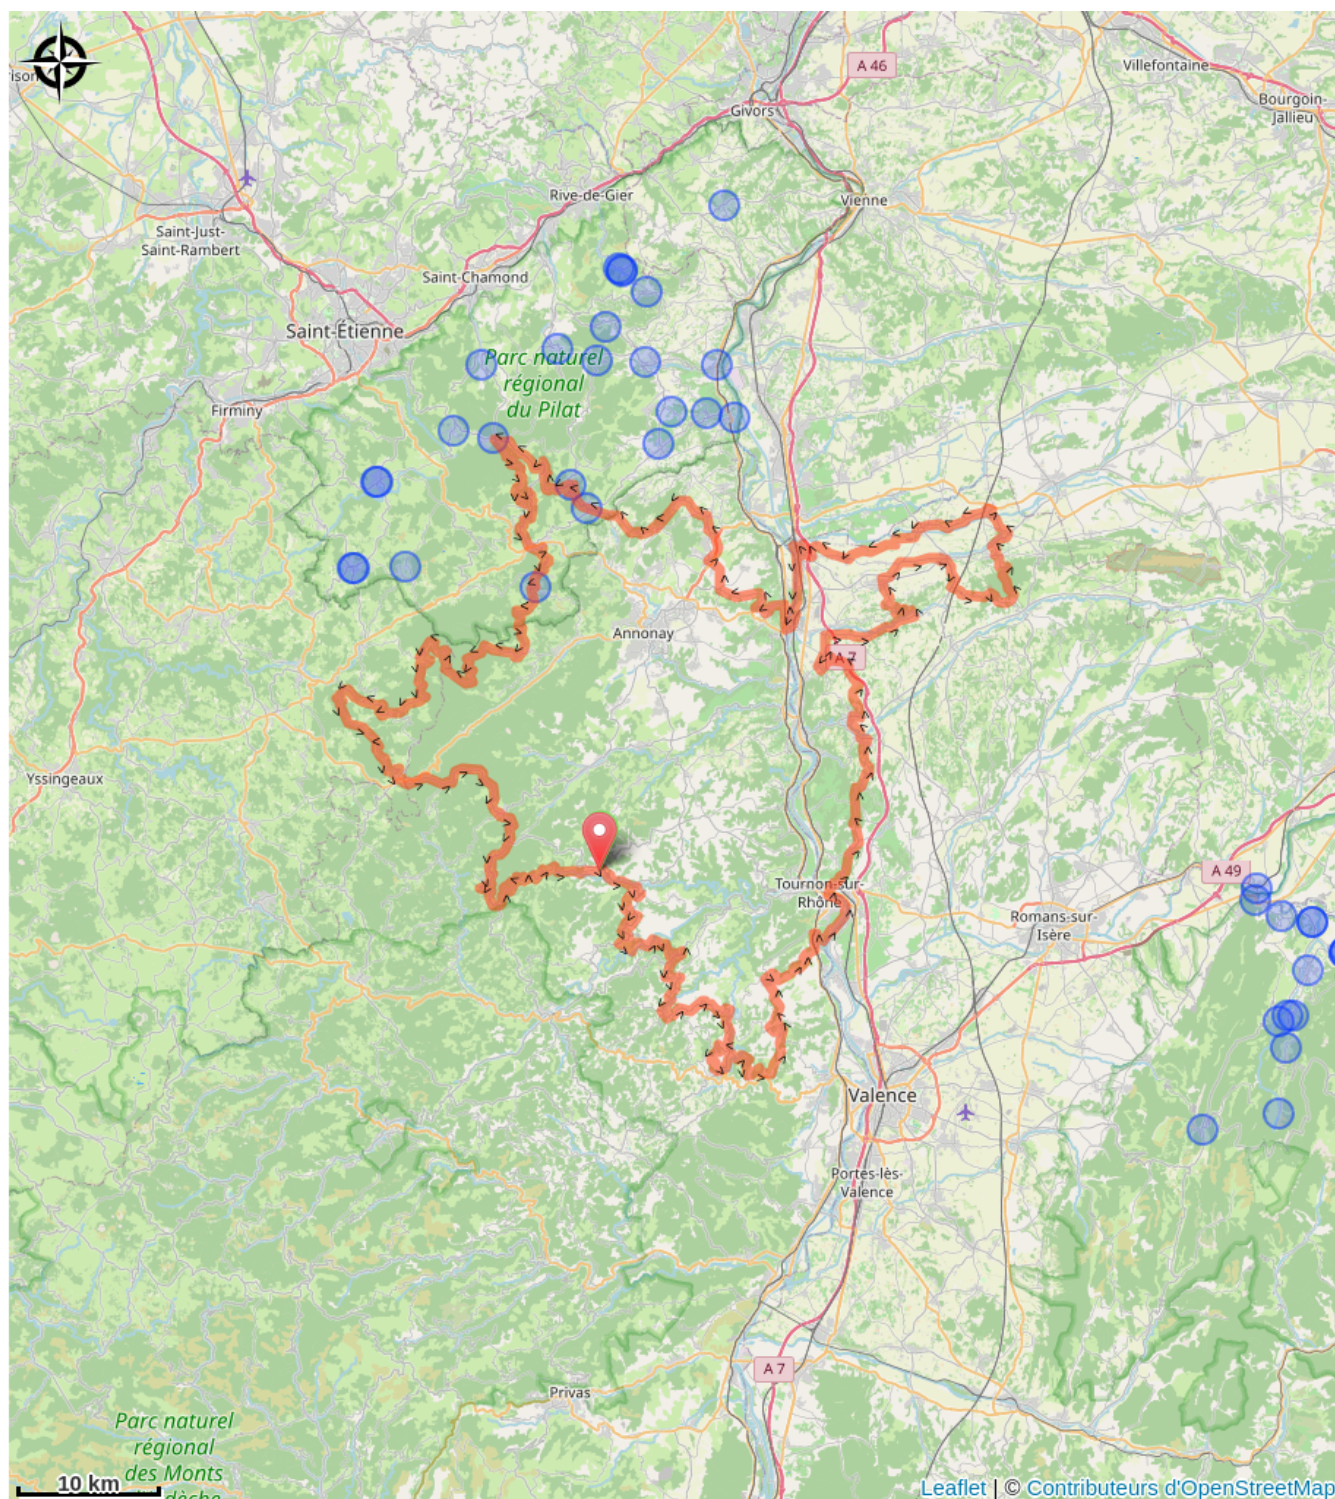 A 46
Villefontaine
Bourgoin-
Jallieu
Givors
Rive-de-Gier
Vienne
Saint-Just-
Saint-Rambert
Saint-Chamond
Saint-Étienne
Parc naturel
régional
du Pilat
Firminy
Annonay
A 7
Yssingeaux
A 49
Tournon-sur-
Rhône
Romans-sur-
Isère
Valence
Portes-lès-
Valence
A 7
Privas
Parc naturel
régional
des Monts
10 km
Leaflet | © Contributeurs d'OpenStreetMap